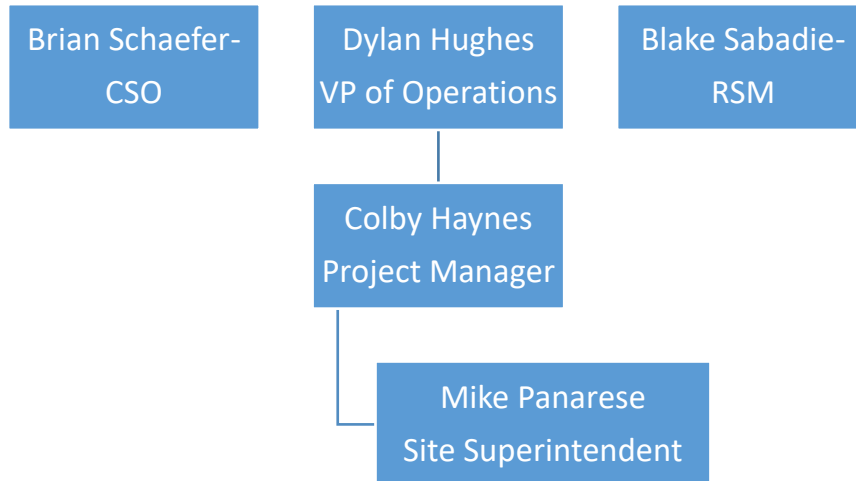 Brian Schaefer-
CSO
Dylan Hughes
VP of Operations
Blake Sabadie-
RSM
Colby Haynes
Project Manager
Mike Panarese
Site Superintendent